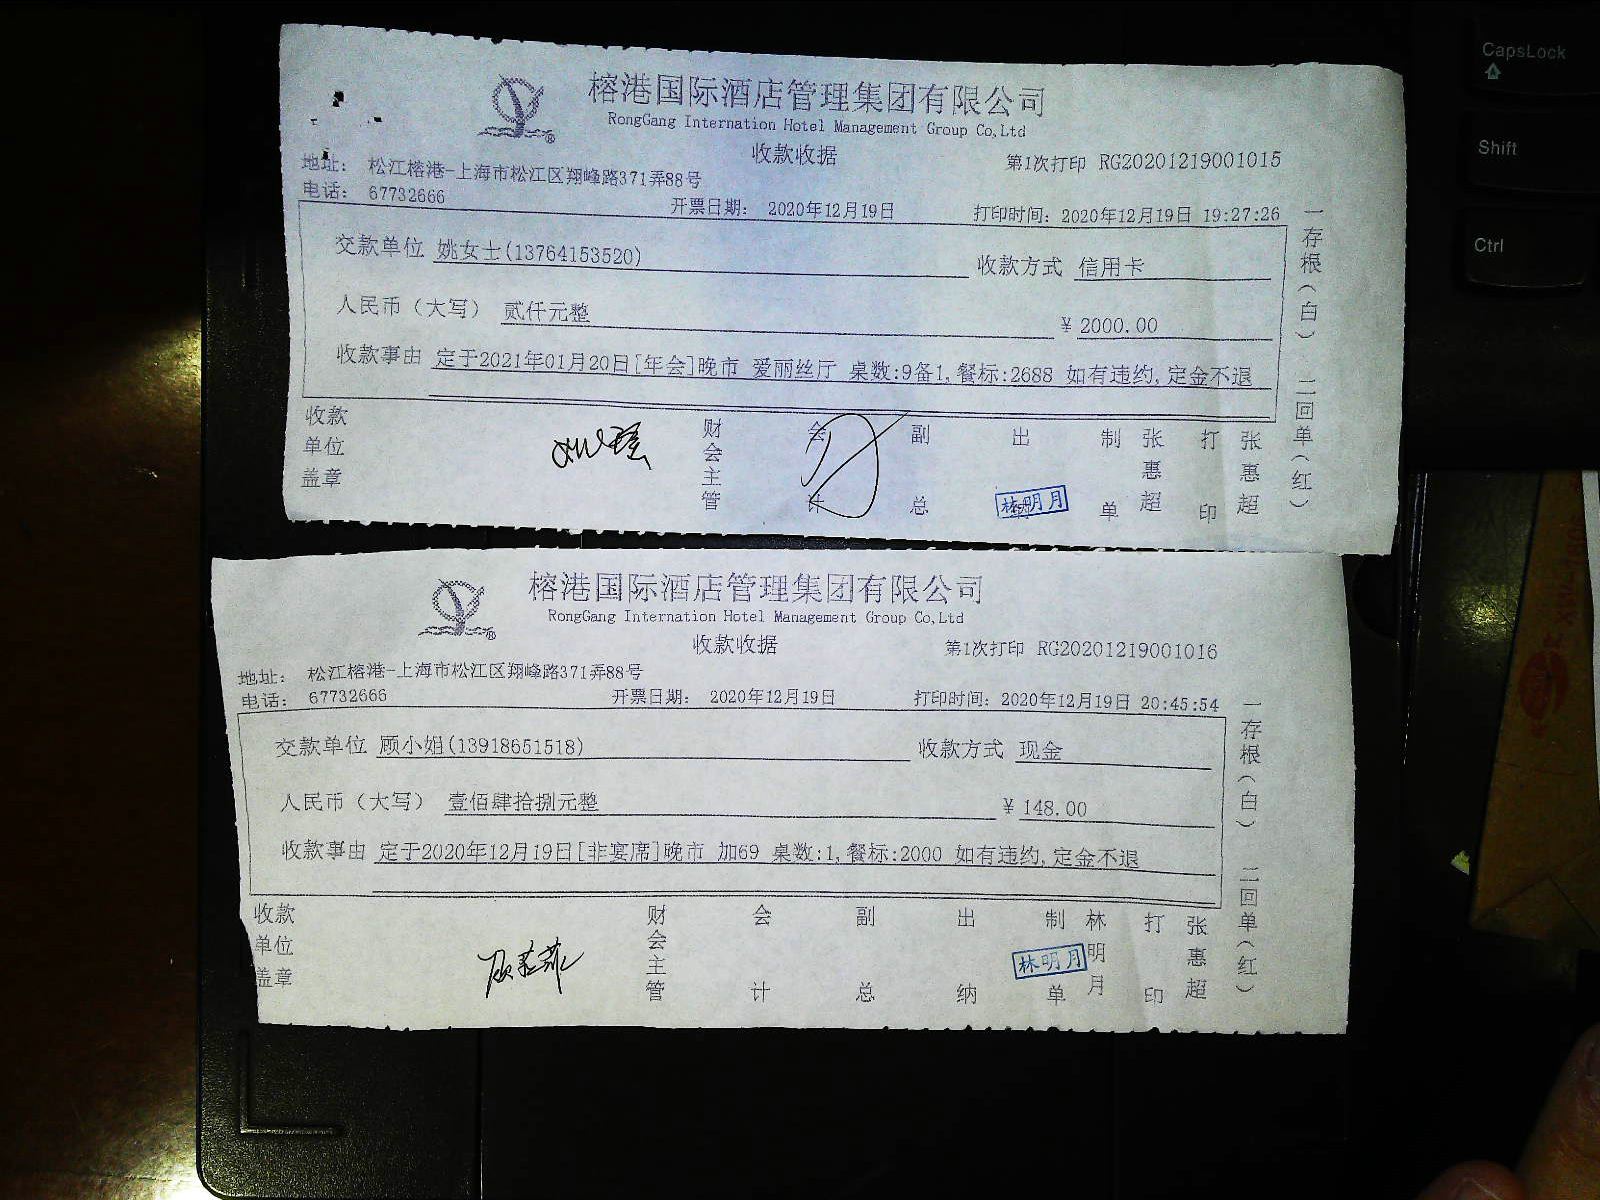 CapsLock
Shift
Ctrl
榕港国际酒店管理集团有限公司
RongGang Internation Hotel Management Group Co,Ltd
收款收据
第1次打印 RG20201219001015
地址： 松江榕港-上海市松江区翔峰路371弄88号
电话： 67732666
开票日期： 2020年12月19日
打印时间： 2020年12月19日 19:27:26
交款单位 姚女士(13764153520)
收款方式 信用卡
人民币（大写） 贰仟元整
¥ 2000.00
收款事由 定于2021年01月20日[年会]晚市 爱丽丝厅 桌数:9备1,餐标:2688 如有违约,定金不退
收款单位盖章
财会主管
会计
副总
出
林明月
制单 张惠超
打印 张惠超
一存根（白） 二回单（红）
榕港国际酒店管理集团有限公司
RongGang Internation Hotel Management Group Co,Ltd
收款收据
第1次打印 RG20201219001016
地址： 松江榕港-上海市松江区翔峰路371弄88号
电话： 67732666
开票日期： 2020年12月19日
打印时间： 2020年12月19日 20:45:54
交款单位 顾小姐(13918651518)
收款方式 现金
人民币（大写） 壹佰肆拾捌元整
¥ 148.00
收款事由 定于2020年12月19日[非宴席]晚市 加69 桌数:1,餐标:2000 如有违约,定金不退
收款单位盖章
财会主管
会计
副总
出纳
林明月
制单 林明月
打印 张惠超
一存根（白） 二回单（红）